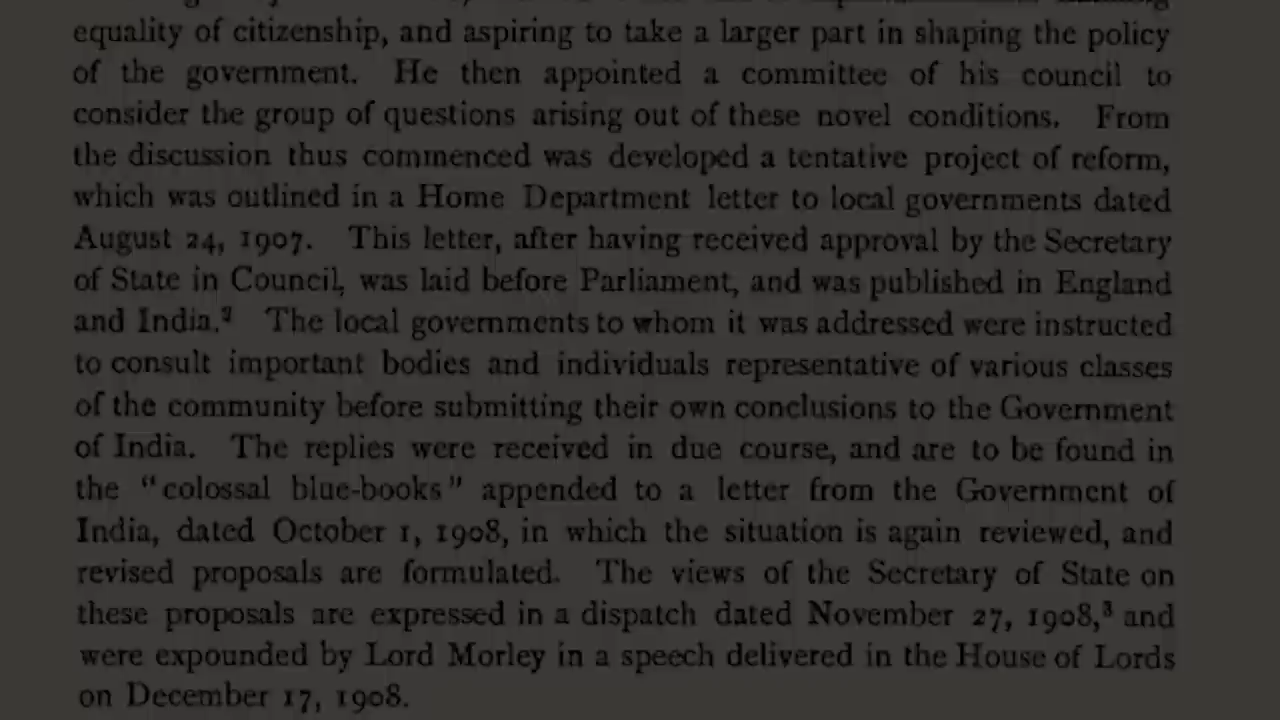 equality of citizenship, and aspiring to take a larger part in shaping the policy
of the government. He then appointed a committee of his council to
consider the group of questions arising out of these novel conditions. From
the discussion thus commenced was developed a tentative project of reform,
which was outlined in a Home Department letter to local governments dated
August 24, 1907. This letter, after having received approval by the Secretary
of State in Council, was laid before Parliament, and was published in England
and India.² The local governments to whom it was addressed were instructed
to consult important bodies and individuals representative of various classes
of the community before submitting their own conclusions to the Government
of India. The replies were received in due course, and are to be found in
the “colossal blue-books” appended to a letter from the Government of
India, dated October 1, 1908, in which the situation is again reviewed, and
revised proposals are formulated. The views of the Secretary of State on
these proposals are expressed in a dispatch dated November 27, 1908,³ and
were expounded by Lord Morley in a speech delivered in the House of Lords
on December 17, 1908.